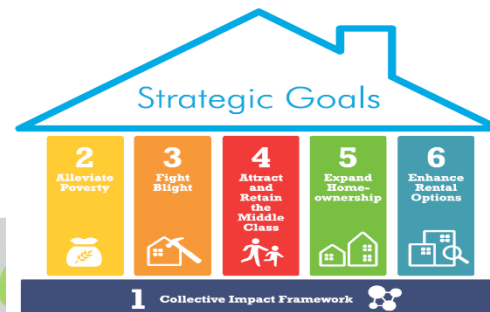 Strategic Goals
2
Alleviate
Poverty
3
Fight
Blight
4
Attract
and
Retain
the
Middle
Class
5
Expand
Home-
ownership
6
Enhance
Rental
Options
1 Collective Impact Framework